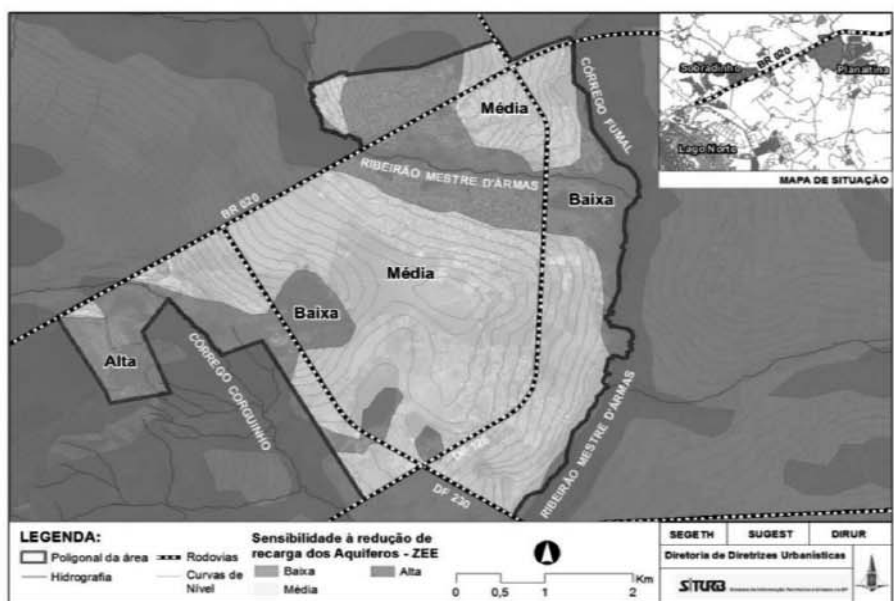 Média
CÓRREGO FUMAL
RIBEIRÃO MESTRE D'ÁRMAS
Baixa
BR 020
Média
Baixa
Alta
CÓRREGO CORGUINHO
RIBEIRÃO MESTRE D'ÁRMAS
DF 230
Sobradinho
BR 020
Planaltina
Lago Norte
MAPA DE SITUAÇÃO
LEGENDA:
Poligonal da área
Rodovias
Hidrografia
Curvas de
Nível
Sensibilidade à redução de
recarga dos Aquíferos - ZEE
Baixa
Alta
Média
Km
0 0,5 1 2
SEGETH SUGEST DIRUR
Diretoria de Diretrizes Urbanísticas
SITURB